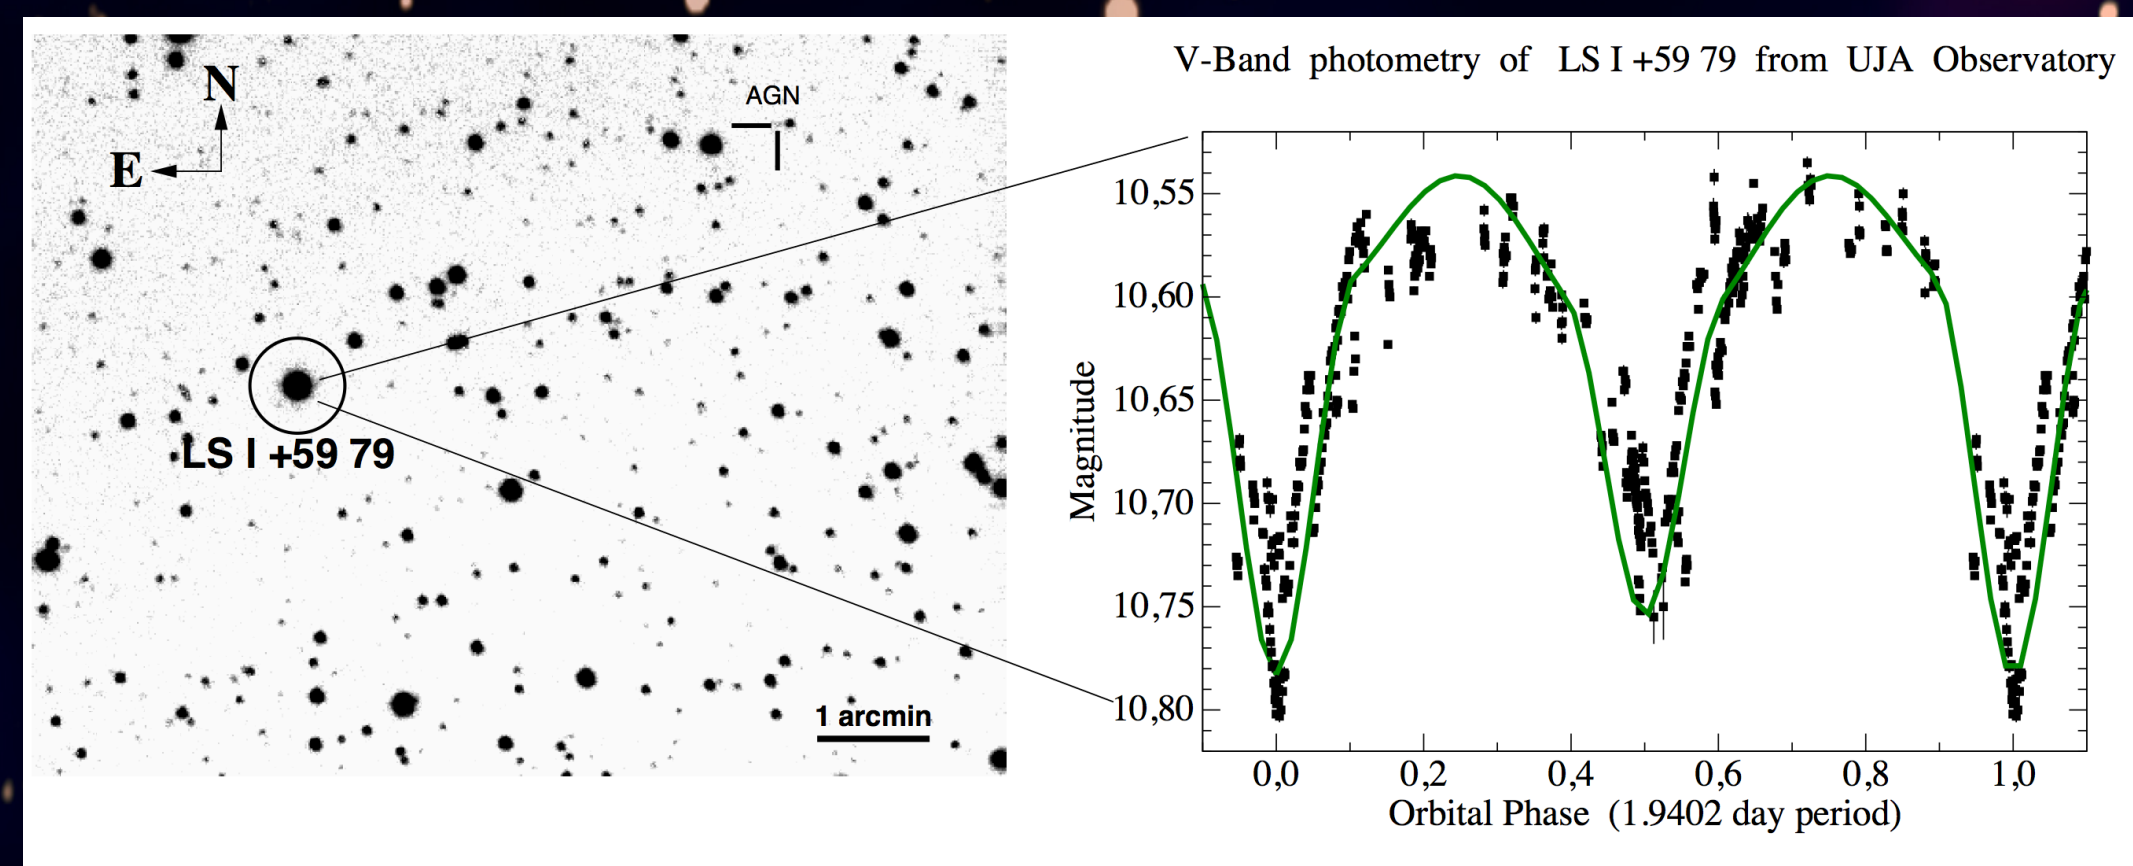 N
E
AGN
LS I +59 79
1 arcmin
V-Band photometry of LS I +59 79 from UJA Observatory
10,55
10,60
10,65
10,70
10,75
10,80
Magnitude
0,0 0,2 0,4 0,6 0,8 1,0
Orbital Phase (1.9402 day period)